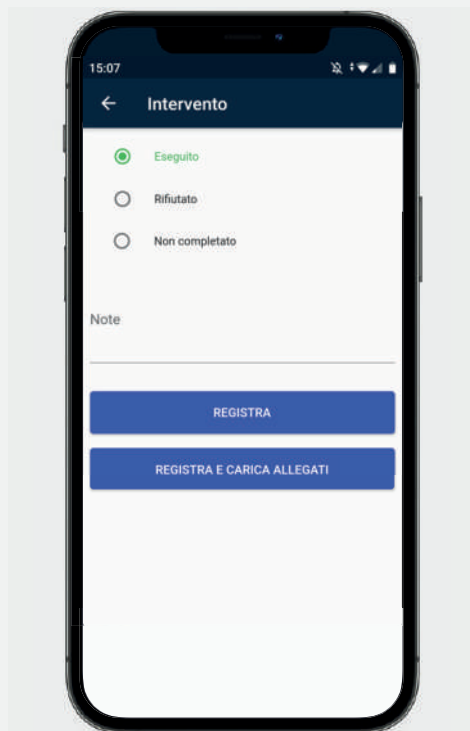 15:07
Intervento
Eseguito
Rifiutato
Non completato
Note
REGISTRA
REGISTRA E CARICA ALLEGATI